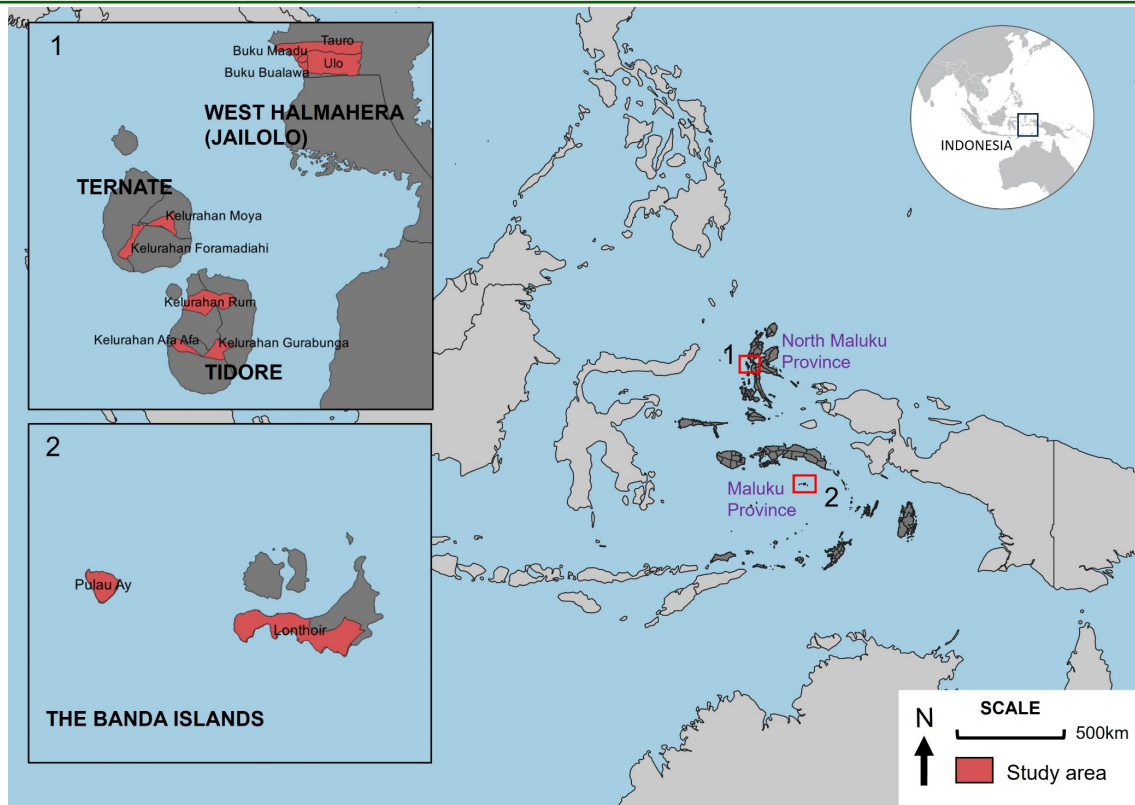 1
Tauro
Buku Maadu
Ulo
Buku Bualawa
WEST HALMAHERA
(JAILOLO)
TERNATE
Kelurahan Moya
Kelurahan Foramadiahi
Kelurahan Rum
Kelurahan Afa Afa
Kelurahan Gurabunga
TIDORE
2
Pulau Ay
Lonthoir
THE BANDA ISLANDS
INDONESIA
1
North Maluku
Province
Maluku
Province
2
N
SCALE
500km
Study area